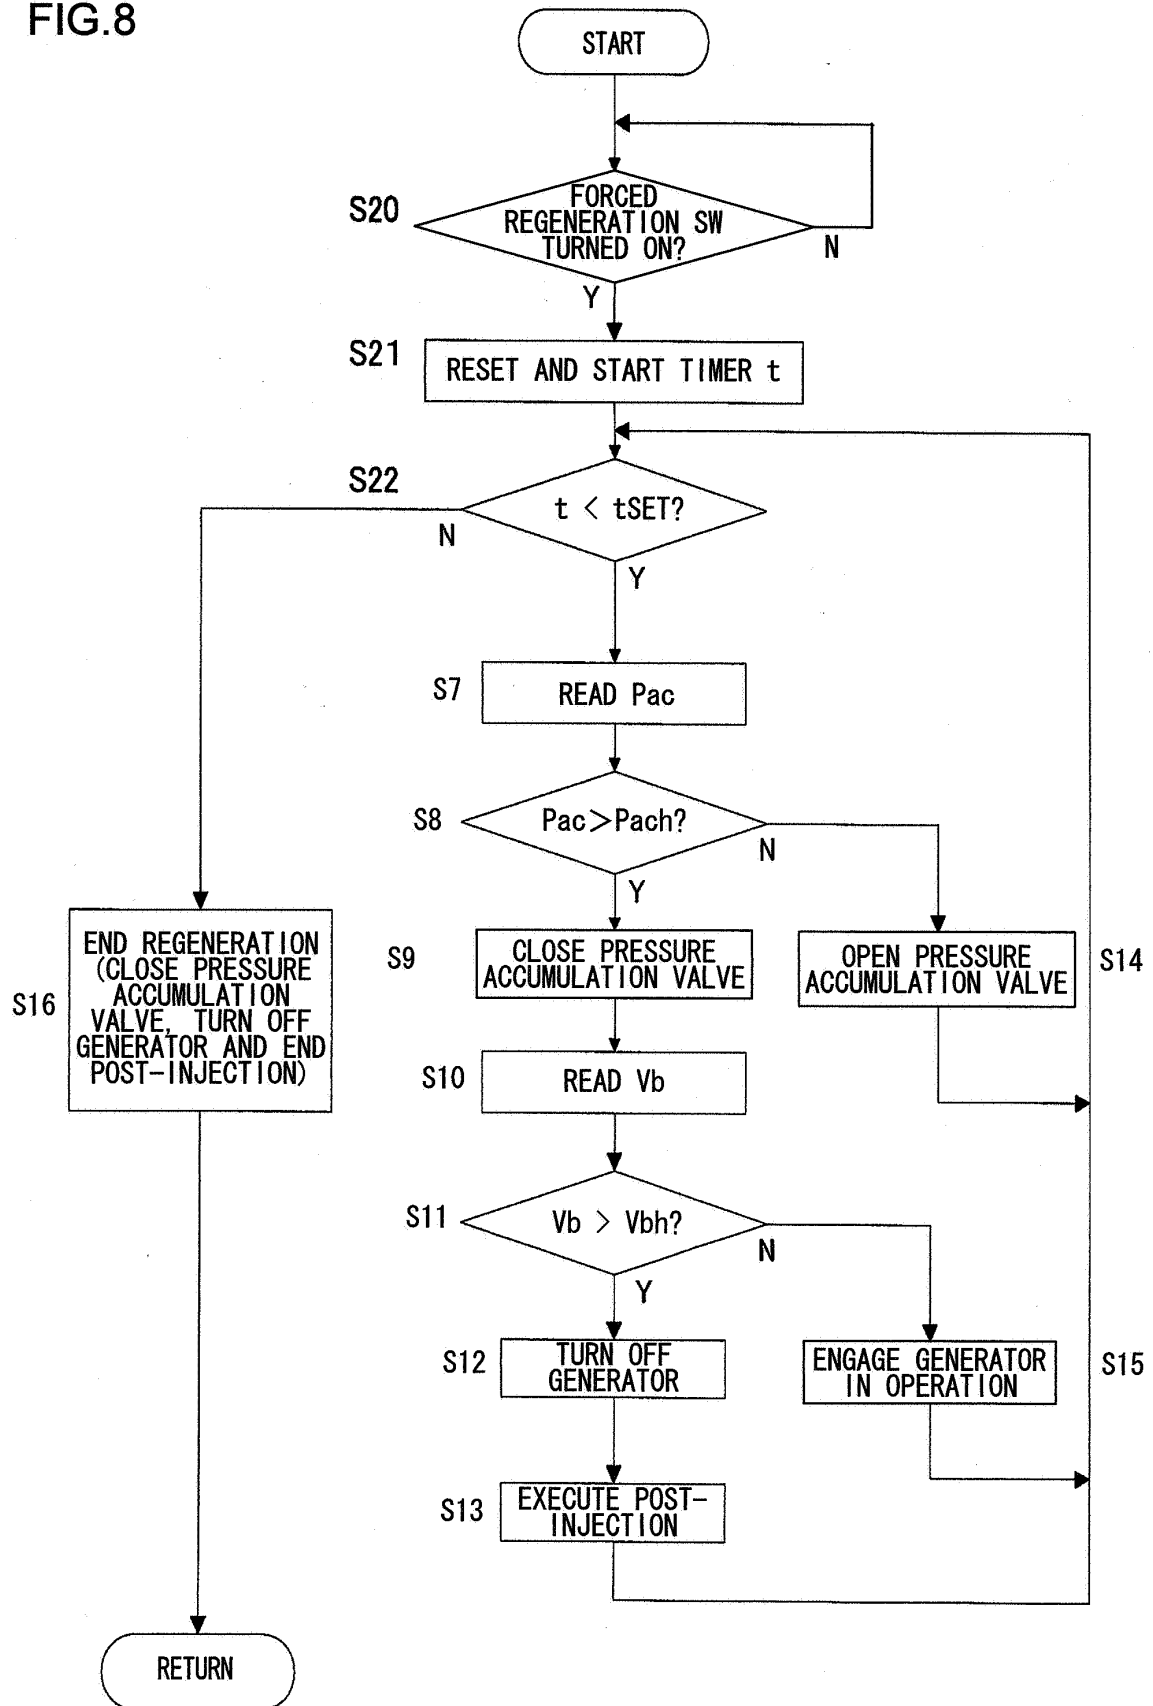 FIG.8
START
S20
FORCED
REGENERATION SW
TURNED ON?
N
Y
S21
RESET AND START TIMER t
S22
t < tSET?
N
Y
S7
READ Pac
S8
Pac>Pach?
N
Y
S9
CLOSE PRESSURE
ACCUMULATION VALVE
OPEN PRESSURE
ACCUMULATION VALVE
S14
S16
END REGENERATION
(CLOSE PRESSURE
ACCUMULATION
VALVE, TURN OFF
GENERATOR AND END
POST-INJECTION)
S10
READ Vb
S11
Vb > Vbh?
N
Y
S12
TURN OFF
GENERATOR
ENGAGE GENERATOR
IN OPERATION
S15
S13
EXECUTE POST-
INJECTION
RETURN